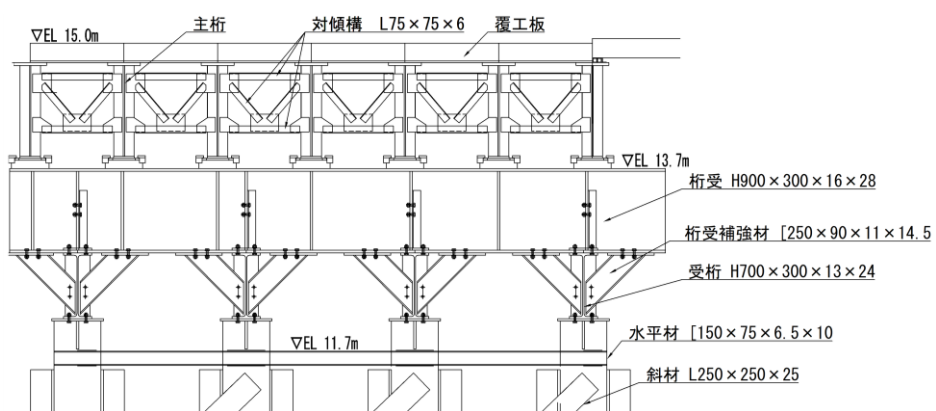 主桁
対傾構 L75×75×6
覆工板
▽EL 15.0m
▽EL 13.7m
桁受 H900×300×16×28
桁受補強材 [250×90×11×14.5
受桁 H700×300×13×24
水平材 [150×75×6.5×10
▽EL 11.7m
斜材 L250×250×25